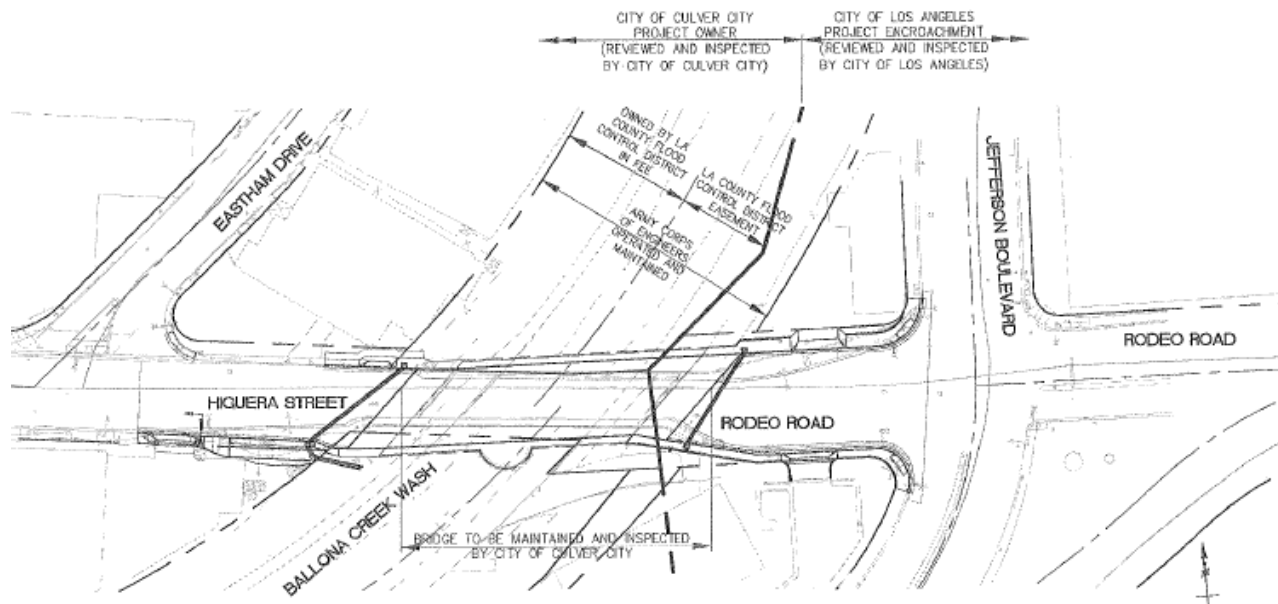 CITY OF CULVER CITY
PROJECT OWNER
(REVIEWED AND INSPECTED
BY CITY OF CULVER CITY)
CITY OF LOS ANGELES
PROJECT ENCROACHMENT
(REVIEWED AND INSPECTED
BY CITY OF LOS ANGELES)
EASTHAM DRIVE
OWNED BY LA
COUNTY FLOOD
CONTROL DISTRICT
IN FEE
LA COUNTY FLOOD
CONTROL DISTRICT
EASEMENT
ARMY CORPS
OF ENGINEERS
OPERATED AND
MAINTAINED
JEFFERSON BOULEVARD
RODEO ROAD
HIGUERA STREET
RODEO ROAD
BALLONA CREEK WASH
BRIDGE TO BE MAINTAINED AND INSPECTED
BY CITY OF CULVER CITY